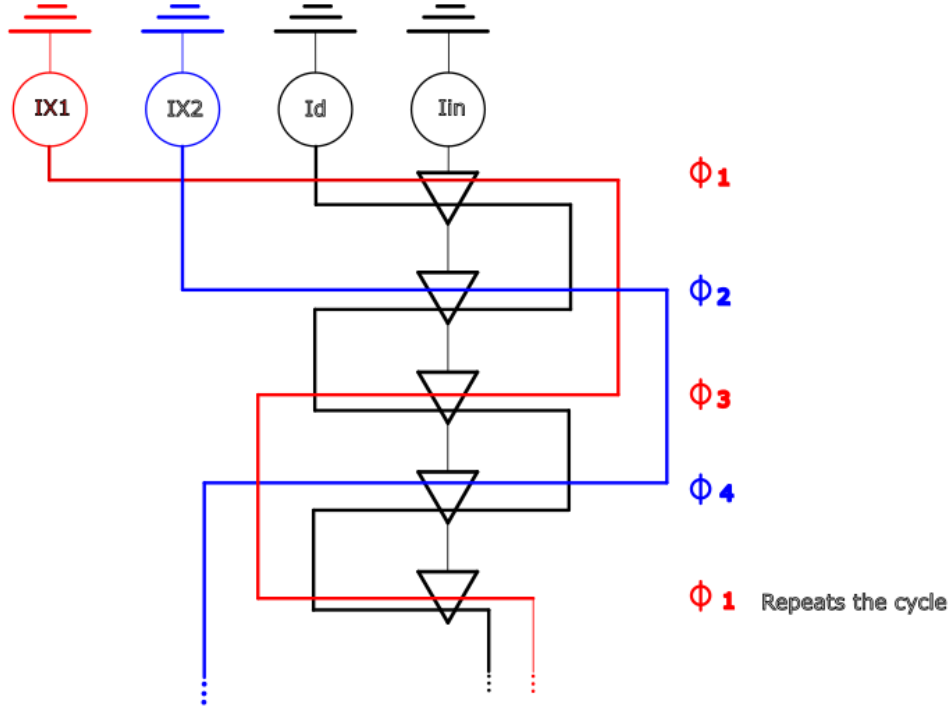 IX1 IX2 Id Iin
Φ1
Φ2
Φ3
Φ4
Φ1 Repeats the cycle